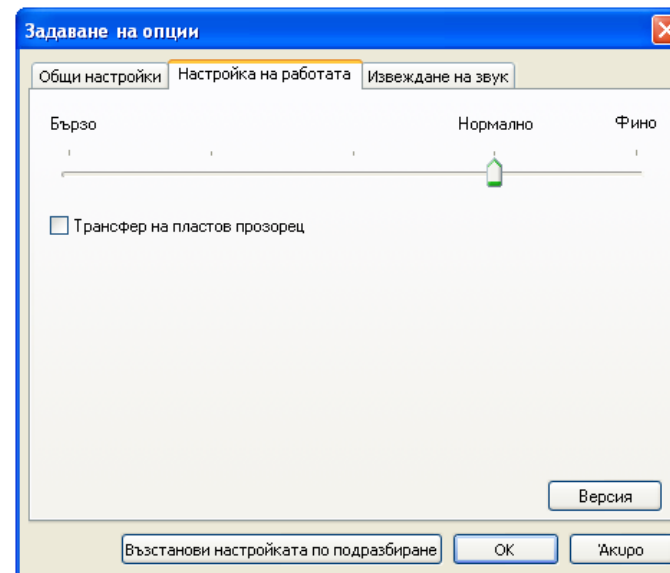 Задаване на опции
Общи настройки Настройка на работата Извеждане на звук
Бързо Нормално Фино
Трансфер на пластов прозорец
Версия
Възстанови настройката по подразбиране OK 'Акиро